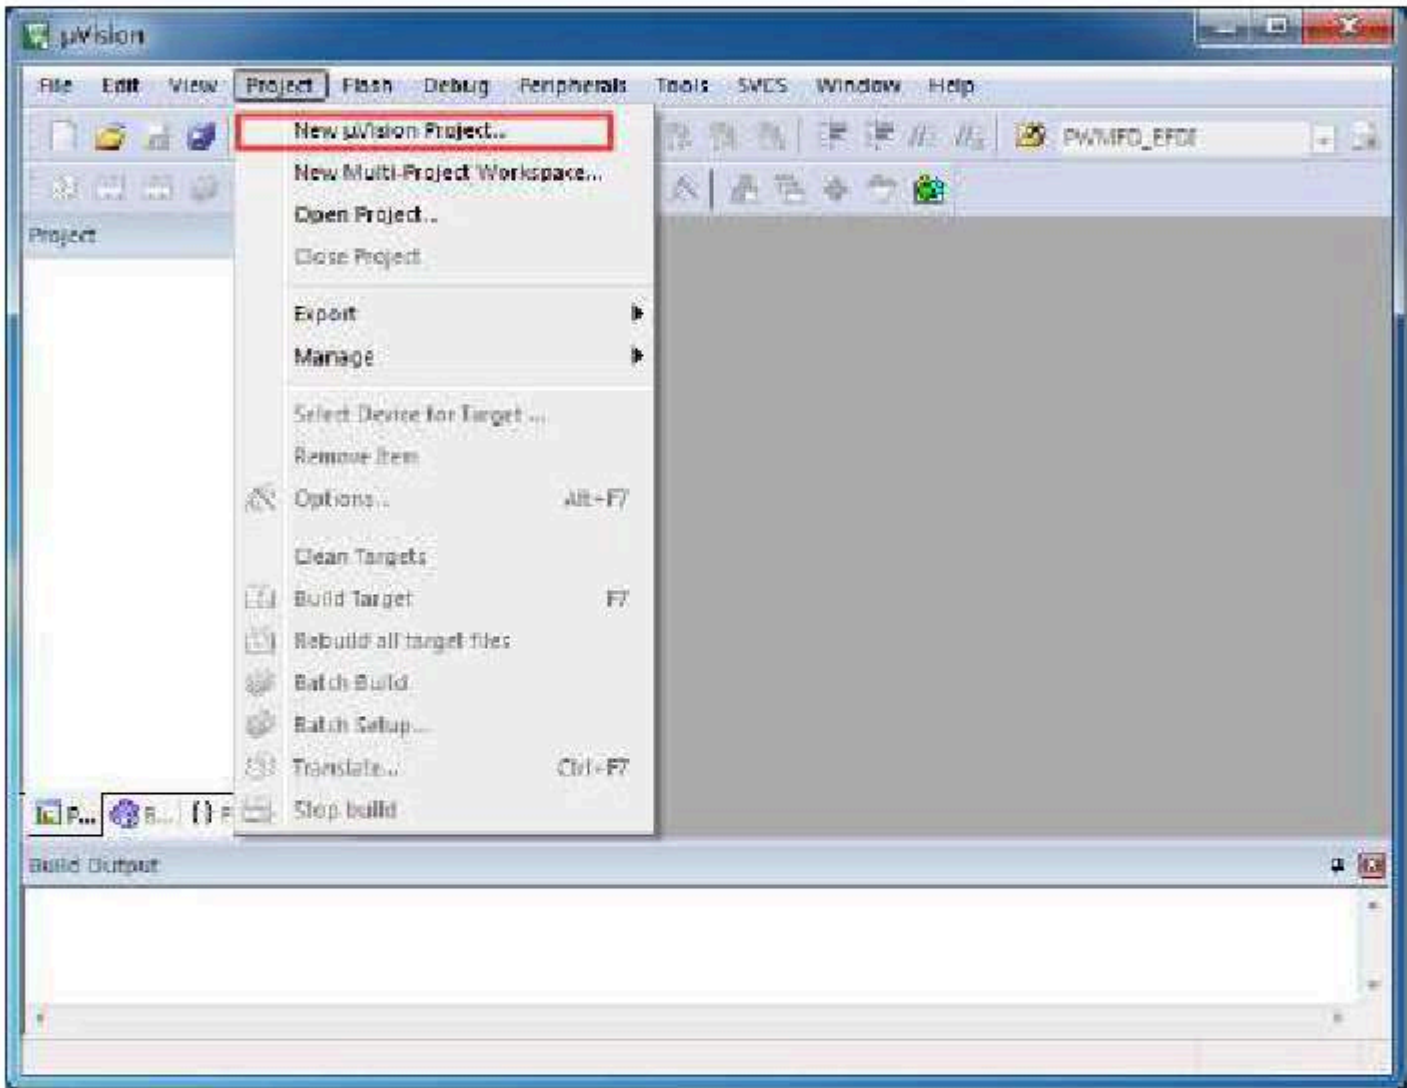 µVision
File Edit View Project Flash Debug Peripherals Tools SVCS Window Help
New µVision Project...
PWMFD_EFDI
New Multi-Project Workspace...
Open Project...
Project
Close Project
Export
Manage
Select Device for Target ...
Remove Item
Options... Alt+F7
Clean Targets
Build Target F7
Rebuild all target files
Batch Build
Batch Setup...
Translate... Ctrl+F7
Stop build
P... {} F
Build Output